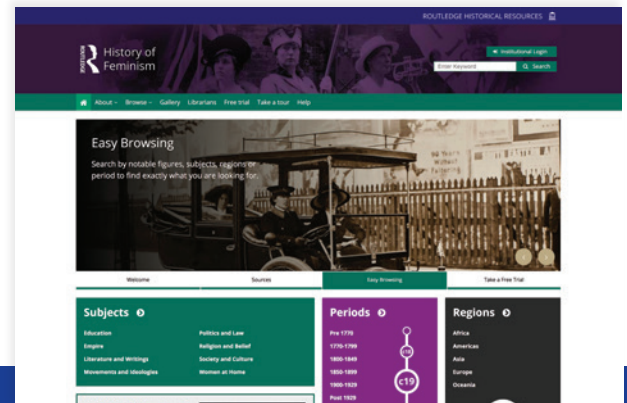 ROUTLEDGE HISTORICAL RESOURCES
ROUTLEDGE
History of
Feminism
Institutional Login
Enter Keyword
Search
About
Browse
Gallery
Librarians
Free trial
Take a tour
Help
Easy Browsing
Search by notable figures, subjects, regions or
period to find exactly what you are looking for.
Welcome
Sources
Easy Browsing
Take a Free Trial
Subjects
Education
Empire
Literature and Writings
Movements and Ideologies
Politics and Law
Religion and Belief
Society and Culture
Women at Home
Periods
Pre 1770
1770-1799
1800-1849
1850-1899
1900-1929
Post 1929
c18
c19
Regions
Africa
Americas
Asia
Europe
Oceania